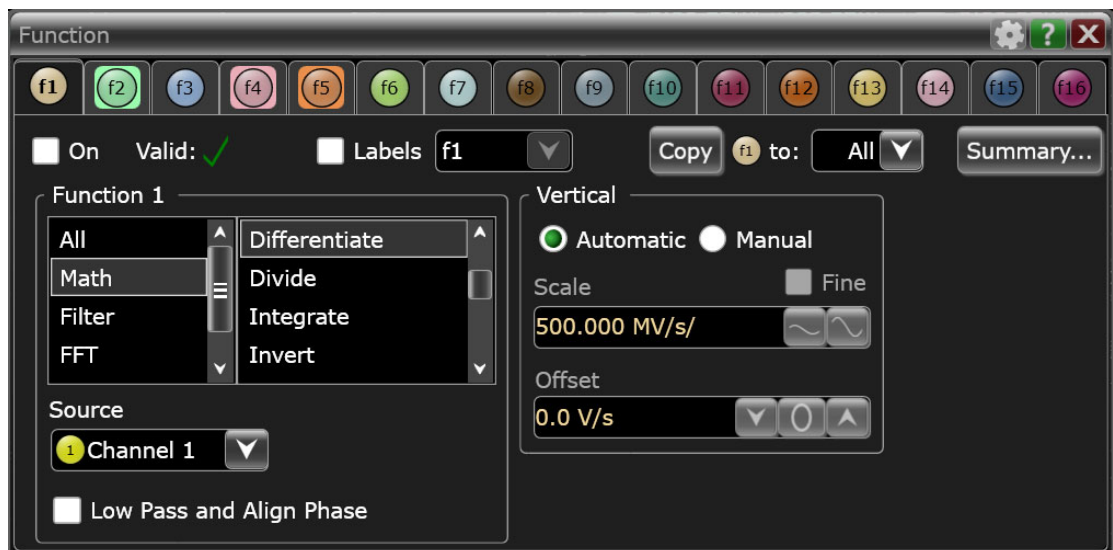 Function
?
X
f1 f2 f3 f4 f5 f6 f7 f8 f9 f10 f11 f12 f13 f14 f15 f16
On Valid: Labels f1 Copy f1 to: All Summary...
Function 1
All
Math
Filter
FFT
Differentiate
Divide
Integrate
Invert
Source
1 Channel 1
Low Pass and Align Phase
Vertical
Automatic Manual
Scale Fine
500.000 MV/s/
Offset
0.0 V/s 0